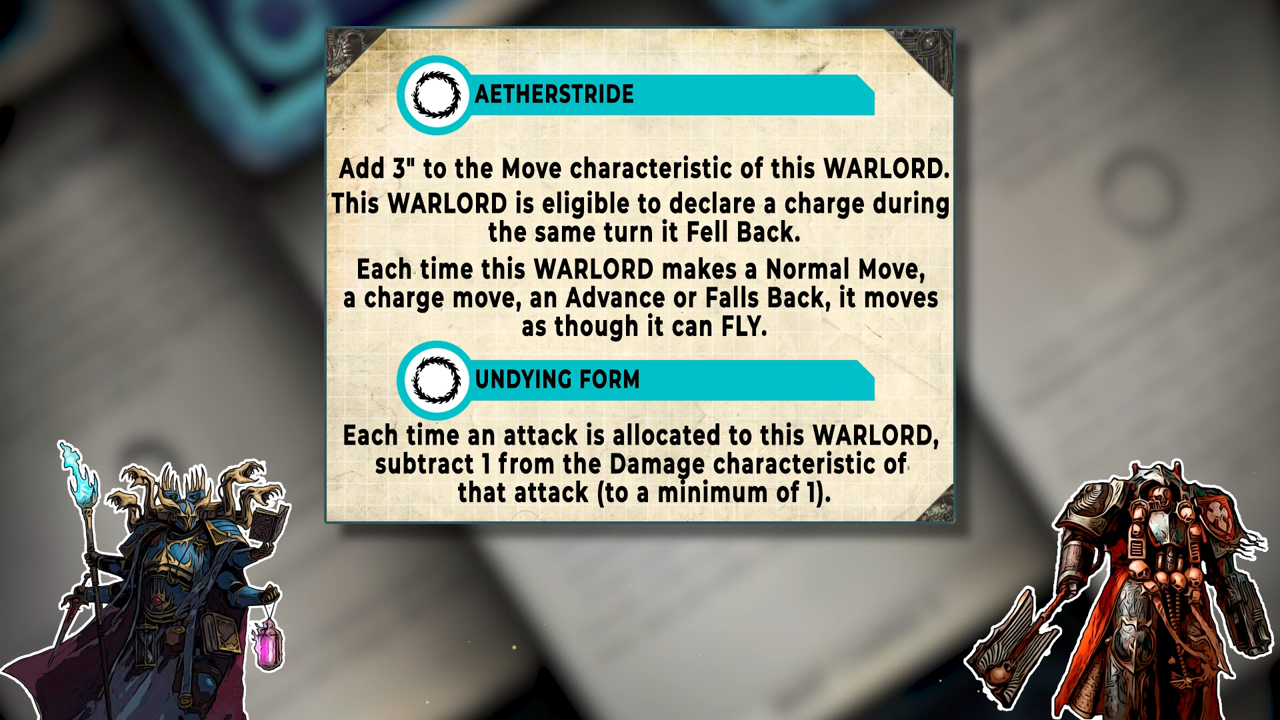 AETHERSTRIDE
Add 3" to the Move characteristic of this WARLORD.
This WARLORD is eligible to declare a charge during
the same turn it Fell Back.
Each time this WARLORD makes a Normal Move,
a charge move, an Advance or Falls Back, it moves
as though it can FLY.
UNDYING FORM
Each time an attack is allocated to this WARLORD,
subtract 1 from the Damage characteristic of
that attack (to a minimum of 1).